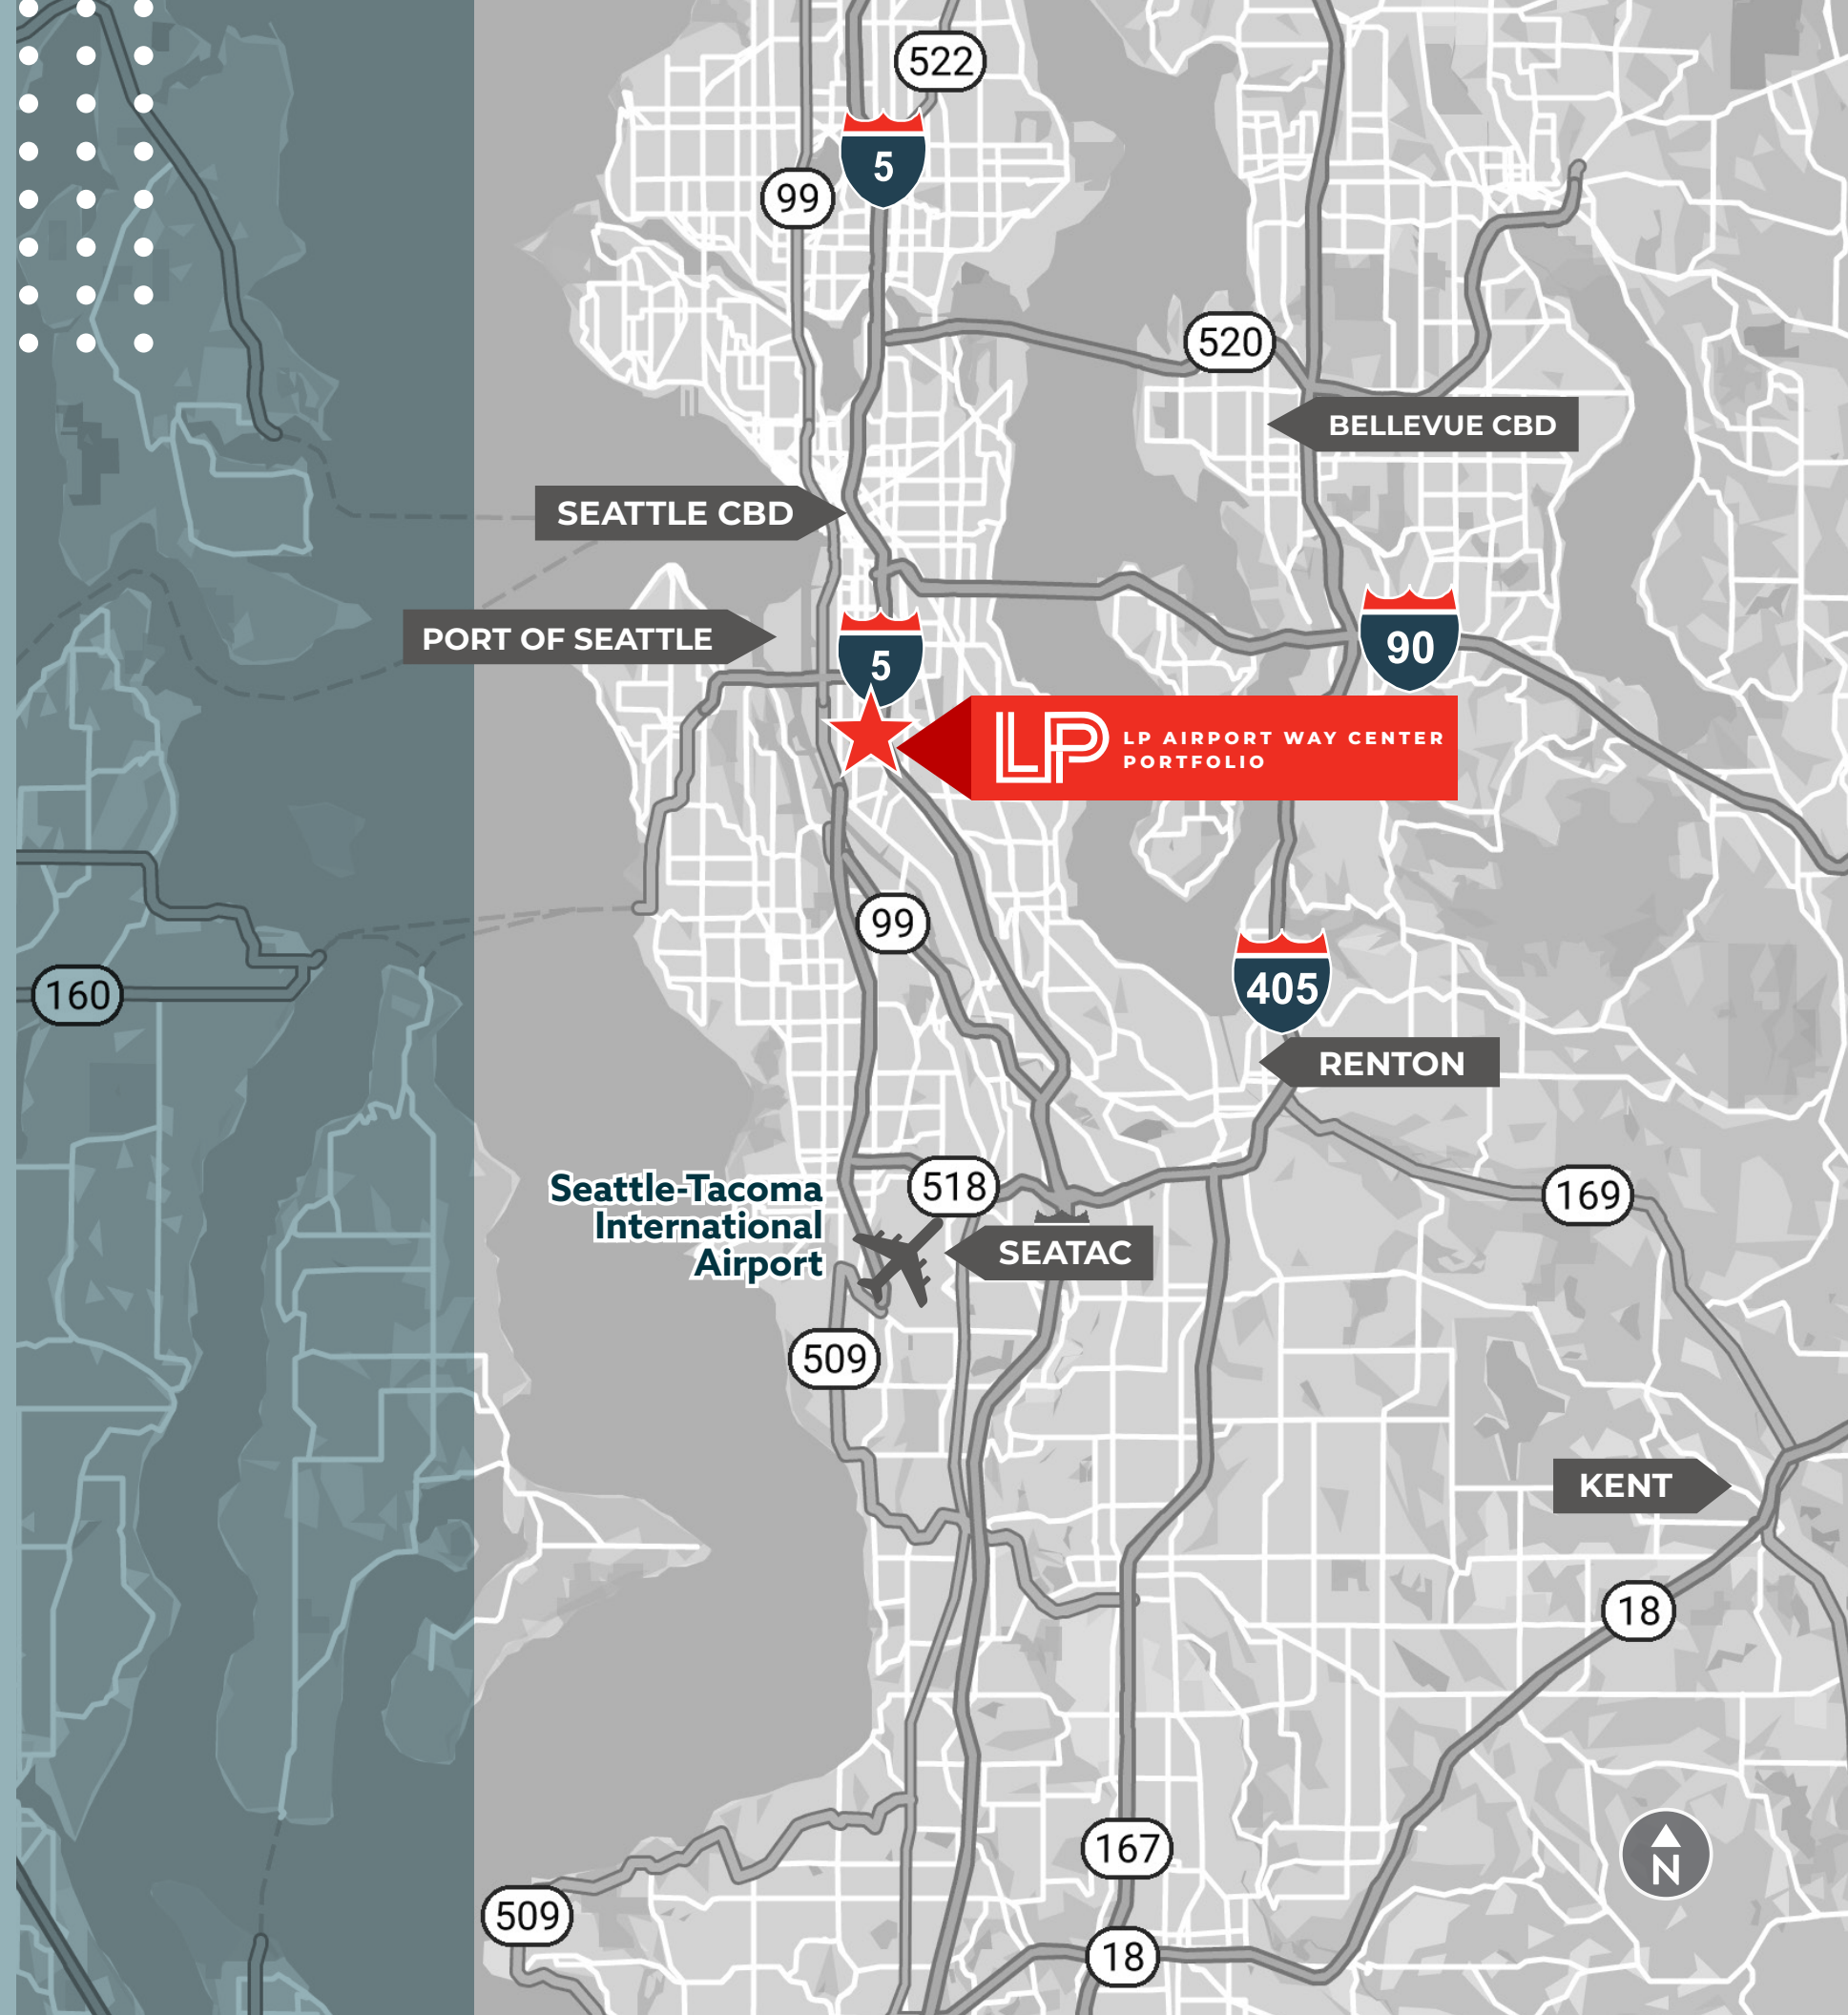 522
5
99
520
BELLEVUE CBD
SEATTLE CBD
PORT OF SEATTLE
5
90
LP
LP AIRPORT WAY CENTER
PORTFOLIO
99
405
160
RENTON
518
169
Seattle-Tacoma
International
Airport
SEATAC
509
KENT
18
167
N
509
18